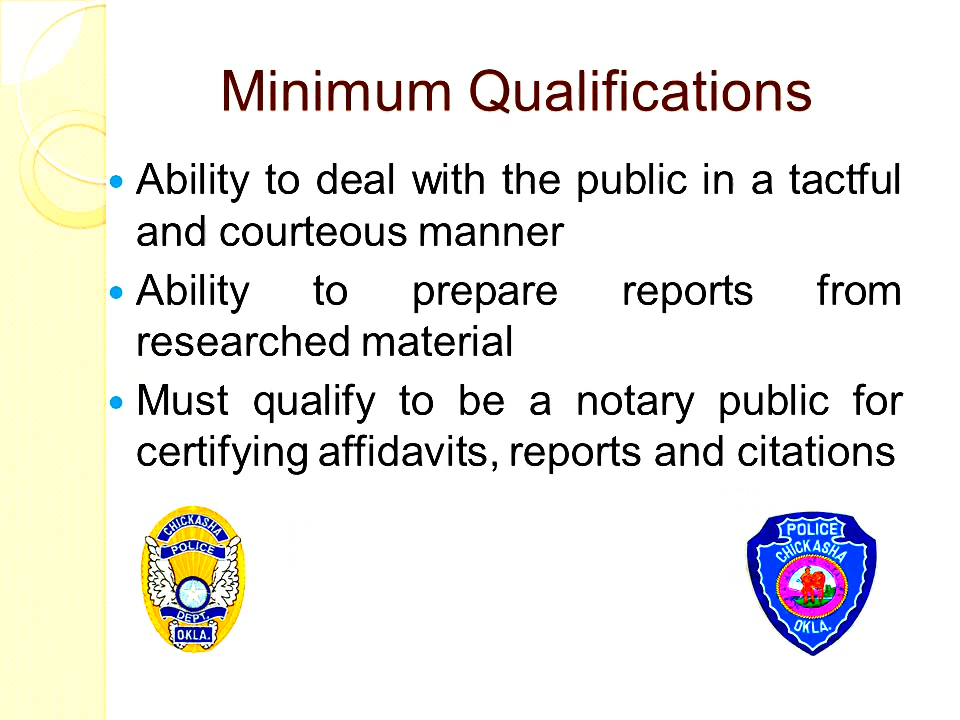 Minimum Qualifications
• Ability to deal with the public in a tactful
and courteous manner
• Ability to prepare reports from
researched material
• Must qualify to be a notary public for
certifying affidavits, reports and citations
CHICKASHA
POLICE
DEPT.
OKLA.
POLICE
CHICKASHA
OKLA.